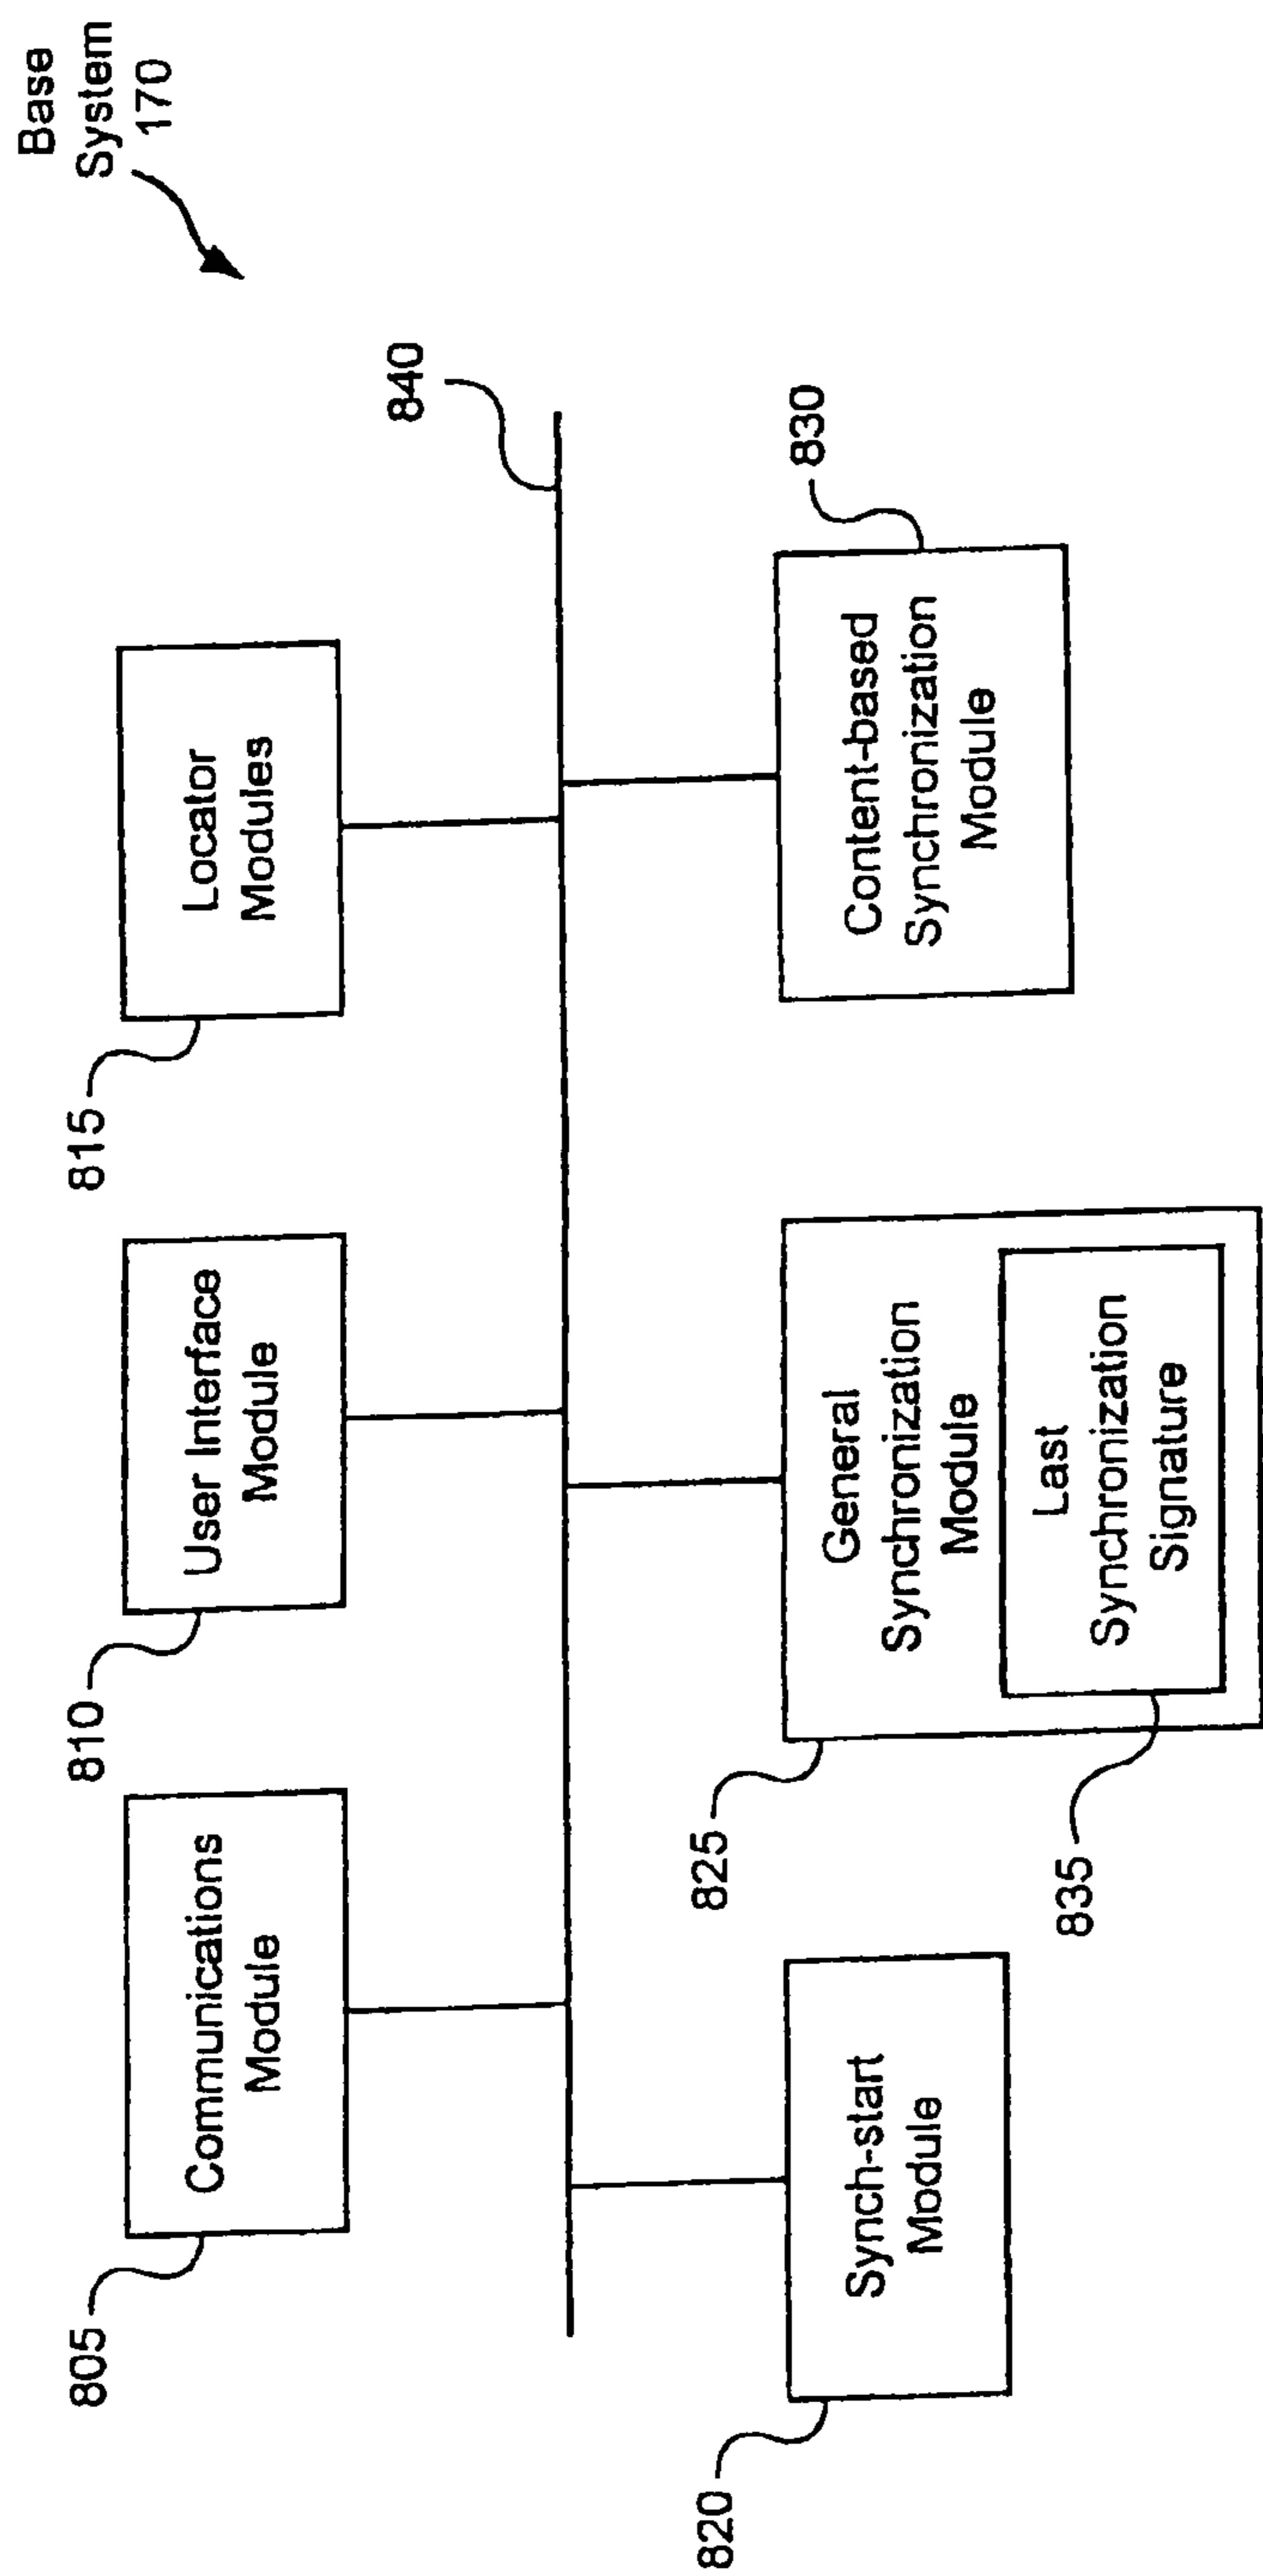 Base
System
170
840
805
Communications
Module
810
User Interface
Module
815
Locator
Modules
820
Synch-start
Module
825
General
Synchronization
Module
835
Last
Synchronization
Signature
830
Content-based
Synchronization
Module